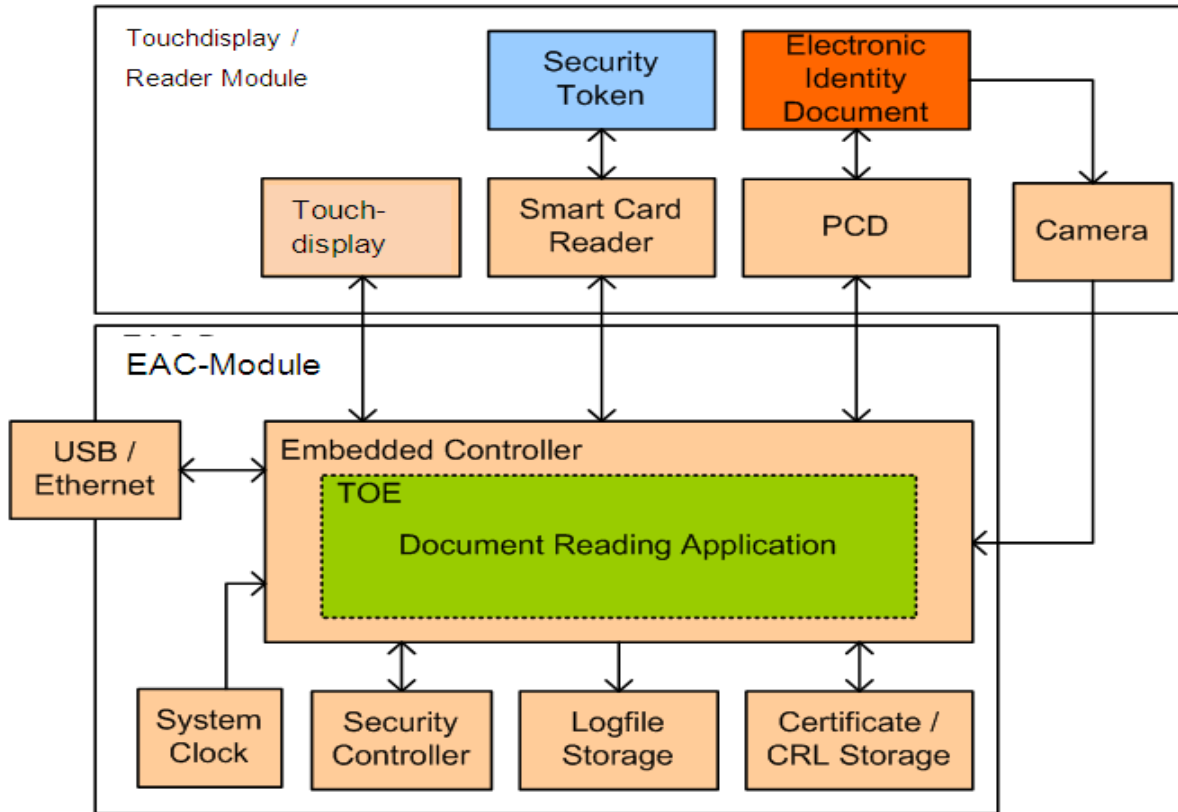 Touchdisplay /
Reader Module
Security
Token
Electronic
Identity
Document
Touch-
display
Smart Card
Reader
PCD
Camera
EAC-Module
USB /
Ethernet
Embedded Controller
TOE
Document Reading Application
System
Clock
Security
Controller
Logfile
Storage
Certificate /
CRL Storage